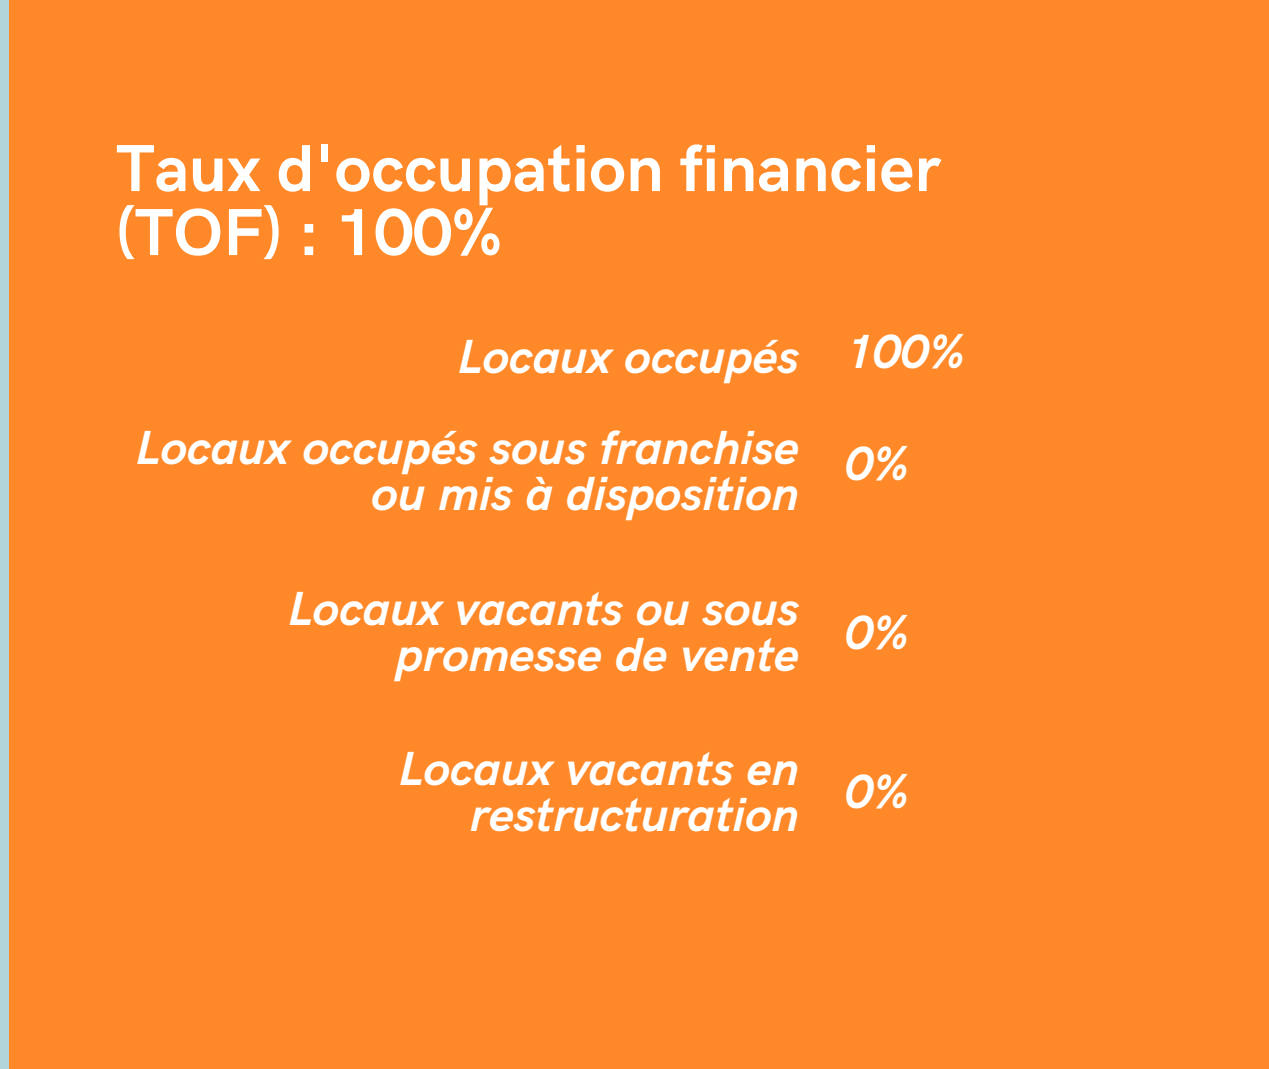 Taux d'occupation financier
(TOF) : 100%
Locaux occupés 100%
Locaux occupés sous franchise
ou mis à disposition 0%
Locaux vacants ou sous
promesse de vente 0%
Locaux vacants en
restructuration 0%